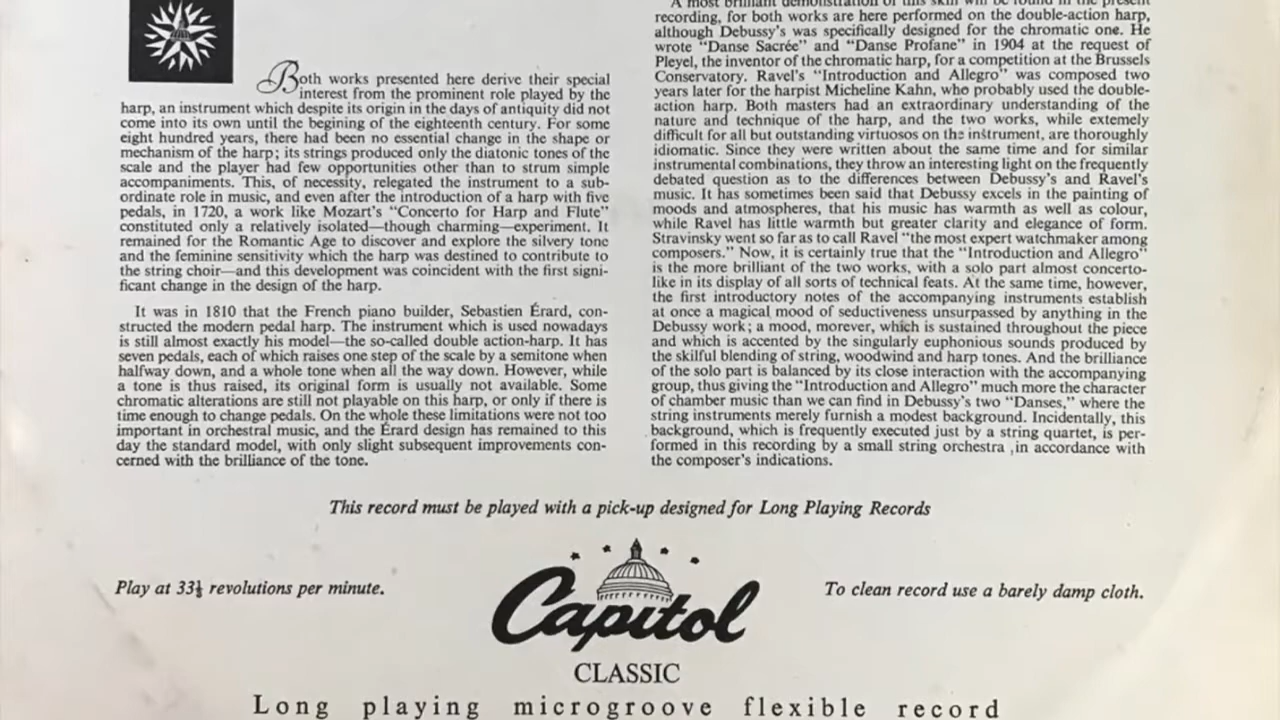 Both works presented here derive their special
interest from the prominent role played by the
harp, an instrument which despite its origin in the days of antiquity did not
come into its own until the begining of the eighteenth century. For some
eight hundred years, there had been no essential change in the shape or
mechanism of the harp; its strings produced only the diatonic tones of the
scale and the player had few opportunities other than to strum simple
accompaniments. This, of necessity, relegated the instrument to a sub-
ordinate role in music, and even after the introduction of a harp with five
pedals, in 1720, a work like Mozart's “Concerto for Harp and Flute”
constituted only a relatively isolated—though charming—experiment. It
remained for the Romantic Age to discover and explore the silvery tone
and the feminine sensitivity which the harp was destined to contribute to
the string choir—and this development was coincident with the first signi-
ficant change in the design of the harp.
It was in 1810 that the French piano builder, Sebastien Érard, con-
structed the modern pedal harp. The instrument which is used nowadays
is still almost exactly his model—the so-called double action-harp. It has
seven pedals, each of which raises one step of the scale by a semitone when
halfway down, and a whole tone when all the way down. However, while
a tone is thus raised, its original form is usually not available. Some
chromatic alterations are still not playable on this harp, or only if there is
time enough to change pedals. On the whole these limitations were not too
important in orchestral music, and the Érard design has remained to this
day the standard model, with only slight subsequent improvements con-
cerned with the brilliance of the tone.
A most brilliant demonstration of this skill will be found in the present
recording, for both works are here performed on the double-action harp,
although Debussy's was specifically designed for the chromatic one. He
wrote “Danse Sacrée” and “Danse Profane” in 1904 at the request of
Pleyel, the inventor of the chromatic harp, for a competition at the Brussels
Conservatory. Ravel's “Introduction and Allegro” was composed two
years later for the harpist Micheline Kahn, who probably used the double-
action harp. Both masters had an extraordinary understanding of the
nature and technique of the harp, and the two works, while extemely
difficult for all but outstanding virtuosos on the instrument, are thoroughly
idiomatic. Since they were written about the same time and for similar
instrumental combinations, they throw an interesting light on the frequently
debated question as to the differences between Debussy's and Ravel's
music. It has sometimes been said that Debussy excels in the painting of
moods and atmospheres, that his music has warmth as well as colour,
while Ravel has little warmth but greater clarity and elegance of form.
Stravinsky went so far as to call Ravel “the most expert watchmaker among
composers.” Now, it is certainly true that the “Introduction and Allegro”
is the more brilliant of the two works, with a solo part almost concerto-
like in its display of all sorts of technical feats. At the same time, however,
the first introductory notes of the accompanying instruments establish
at once a magical mood of seductiveness unsurpassed by anything in the
Debussy work; a mood, morever, which is sustained throughout the piece
and which is accented by the singularly euphonious sounds produced by
the skilful blending of string, woodwind and harp tones. And the brilliance
of the solo part is balanced by its close interaction with the accompanying
group, thus giving the “Introduction and Allegro” much more the character
of chamber music than we can find in Debussy's two “Danses,” where the
string instruments merely furnish a modest background. Incidentally, this
background, which is frequently executed just by a string quartet, is per-
formed in this recording by a small string orchestra ,in accordance with
the composer's indications.
This record must be played with a pick-up designed for Long Playing Records
Play at 33⅓ revolutions per minute.
To clean record use a barely damp cloth.
Capitol
CLASSIC
Long playing microgroove flexible record